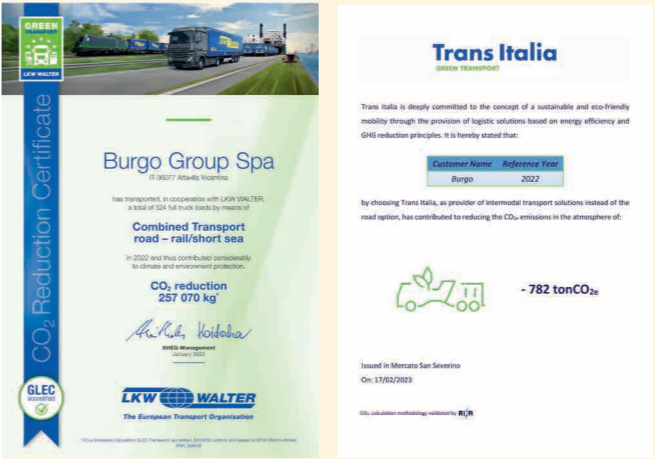 GREEN
TRANSPORT
LKW WALTER
CO₂ Reduction Certificate
Burgo Group Spa
IT-36077 Altavilla Vicentina
has transported, in cooperation with LKW WALTER,
a total of 524 full truck loads by means of
Combined Transport
road – rail/short sea
in 2022 and thus contributed considerably
to climate and environment protection.
CO₂ reduction
257 070 kg*
SHEQ-Management
January 2023
GLEC
accredited
LKW WALTER
The European Transport Organisation
Trans Italia
GREEN TRANSPORT
Trans Italia is deeply committed to the concept of a sustainable and eco-friendly
mobility through the provision of logistic solutions based on energy efficiency and
GHG reduction principles. It is hereby stated that:
Customer Name Reference Year
Burgo 2022
by choosing Trans Italia, as provider of intermodal transport solutions instead of the
road option, has contributed to reducing the CO₂ₑ emissions in the atmosphere of:
- 782 tonCO₂ₑ
Issued in Mercato San Severino
On: 17/02/2023
CO₂ₑ calculation methodology validated by